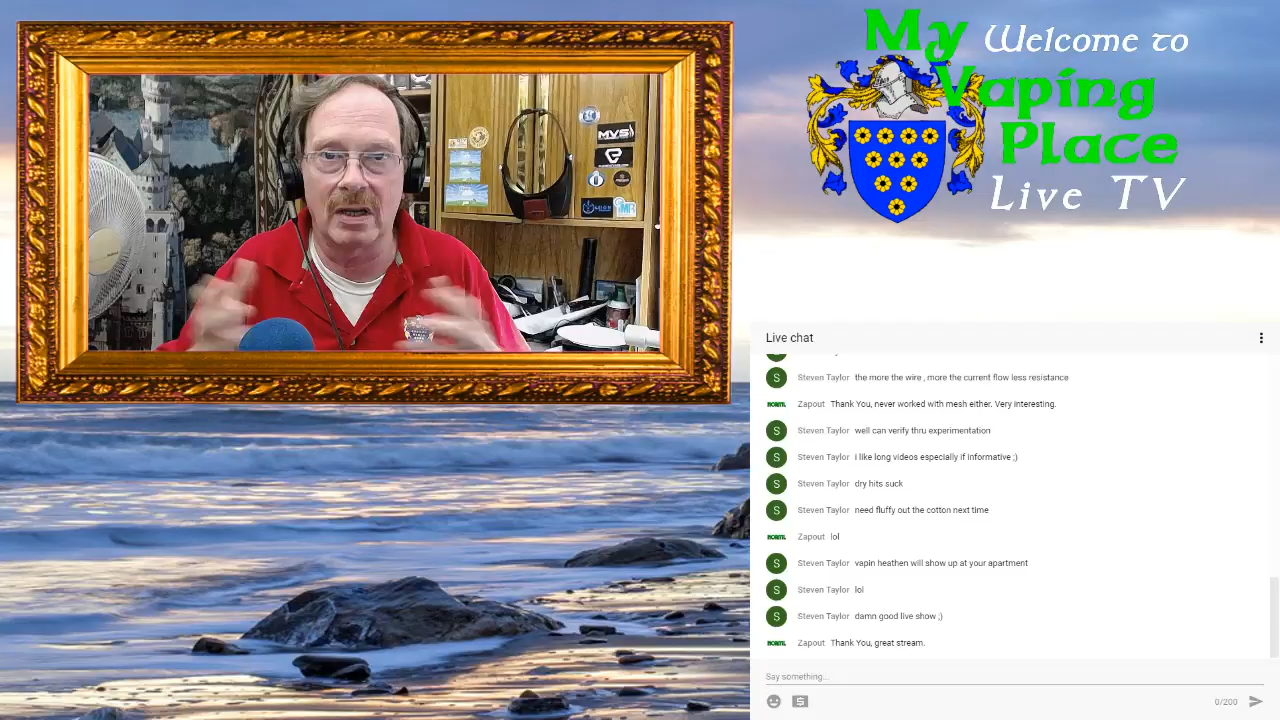 My Welcome to
Vaping
Place
Live TV
MVS
Live chat
Steven Taylor the more the wire , more the current flow less resistance
Zapout Thank You, never worked with mesh either. Very interesting.
S Steven Taylor well can verify thru experimentation
S Steven Taylor i like long videos especially if informative ;)
S Steven Taylor dry hits suck
S Steven Taylor need fluffy out the cotton next time
Zapout lol
S Steven Taylor vapin heathen will show up at your apartment
S Steven Taylor lol
S Steven Taylor damn good live show ;)
Zapout Thank You, great stream.
Say something...
0/200